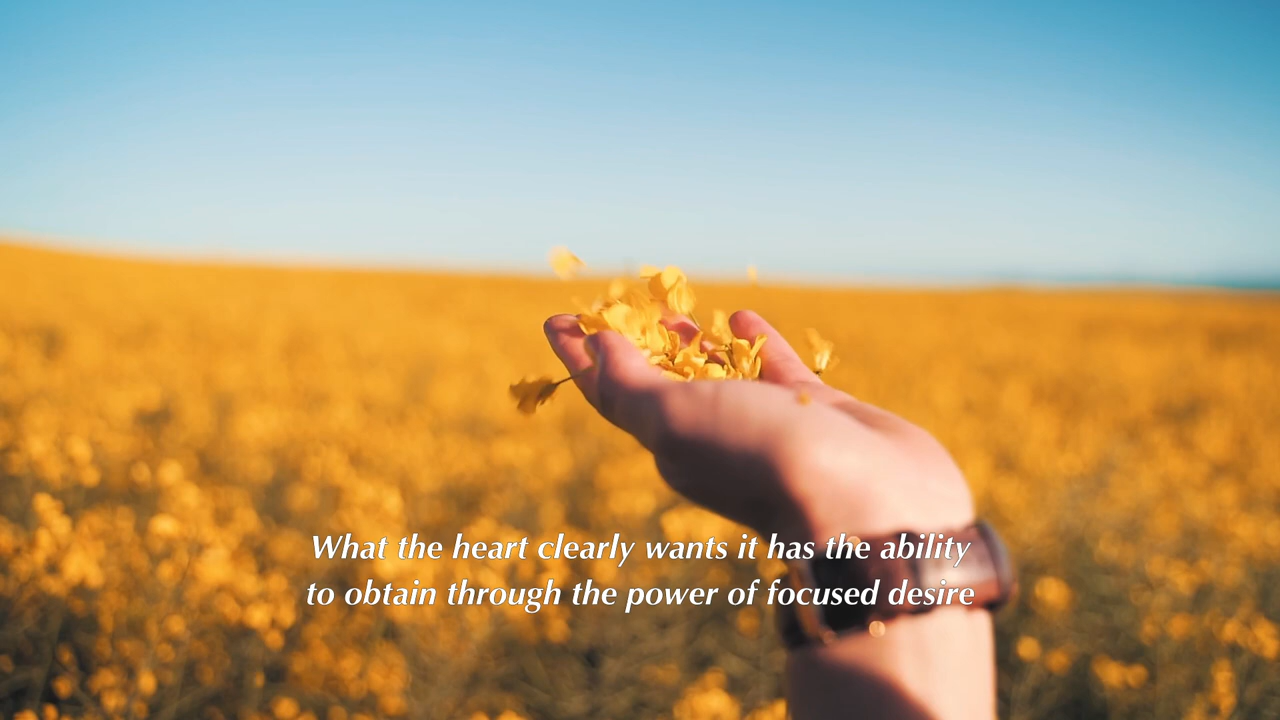 What the heart clearly wants it has the ability
to obtain through the power of focused desire